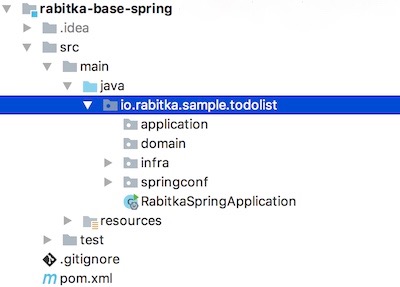 rabitka-base-spring
.idea
src
main
java
io.rabitka.sample.todolist
application
domain
infra
springconf
RabitkaSpringApplication
resources
test
.gitignore
pom.xml